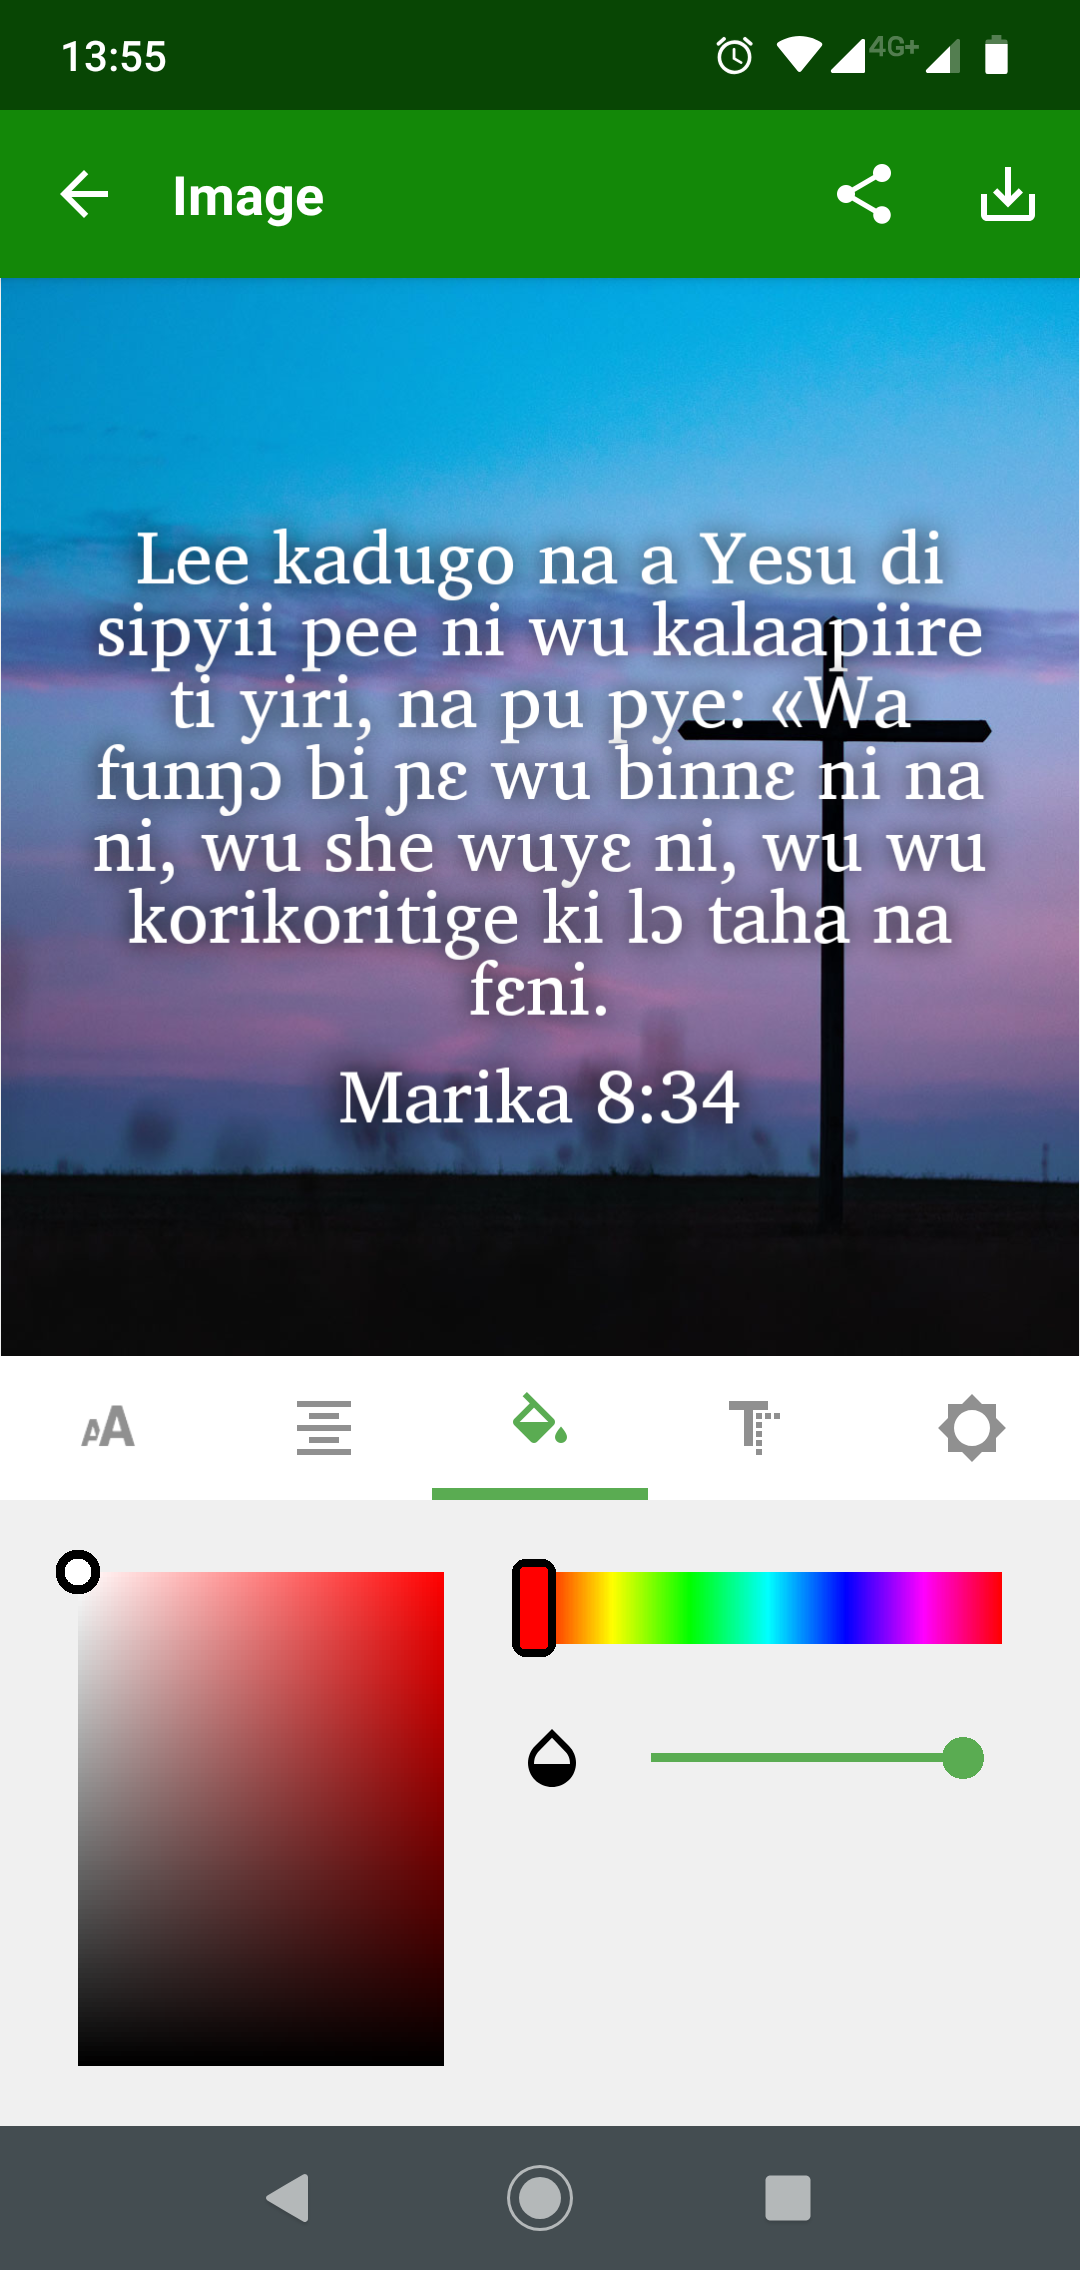 13:55
4G+
Image
Lee kadugo na a Yesu di
sipyii pee ni wu kalaapiire
ti yiri, na pu pye: «Wa
funŋɔ bi ɲɛ wu binnɛ ni na
ni, wu she wuyɛ ni, wu wu
korikoritige ki lɔ taha na
fɛni.
Marika 8:34